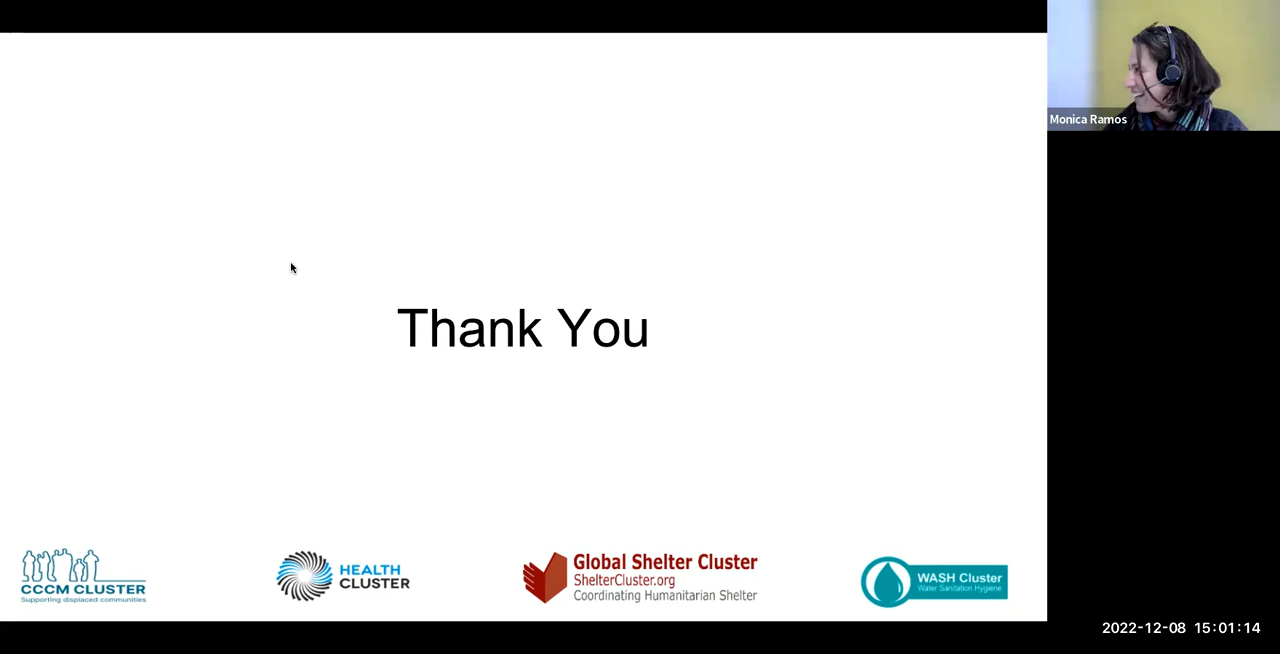 Monica Ramos
Thank You
CCCM CLUSTER
Supporting displaced communities
HEALTH
CLUSTER
Global Shelter Cluster
ShelterCluster.org
Coordinating Humanitarian Shelter
WASH Cluster
Water Sanitation Hygiene
2022-12-08 15:01:14